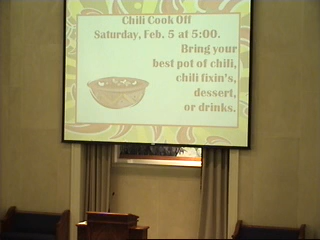 Chili Cook Off
Saturday, Feb. 5 at 5:00.
Bring your
best pot of chili,
chili fixin's,
dessert,
or drinks.